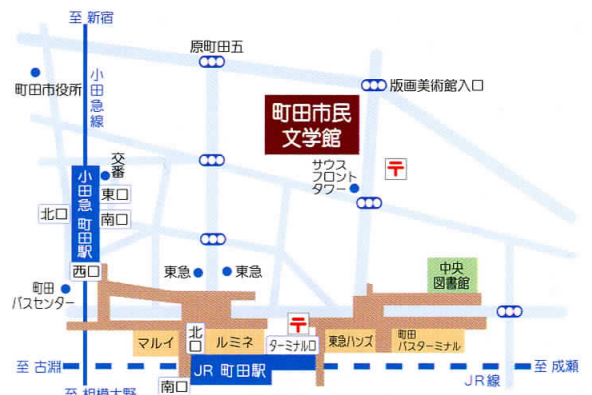 至 新宿
原町田五
町田市役所
小田急線
版画美術館入口
町田市民
文学館
交番
サウス
フロント
タワー
〒
小田急 町田駅
東口
北口
南口
西口
東急
東急
中央
図書館
町田
バスセンター
〒
マルイ
北口
ルミネ
ターミナル口
東急ハンズ
町田
バスターミナル
至 古淵
JR 町田駅
至 成瀬
JR線
南口
至 相模大野